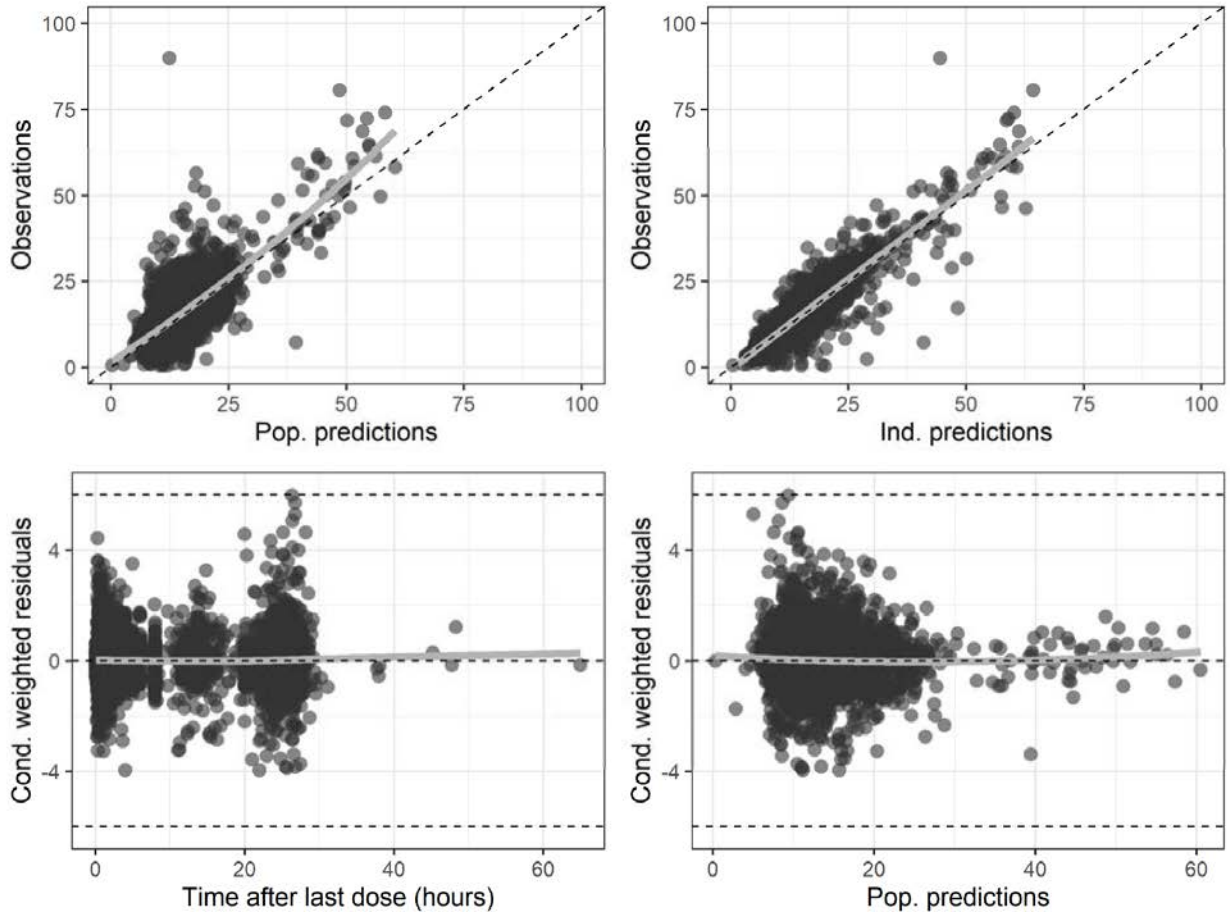 100
75
50
25
0
Observations
0 25 50 75 100
Pop. predictions
100
75
50
25
0
Observations
0 25 50 75 100
Ind. predictions
4
0
-4
Cond. weighted residuals
0 20 40 60
Time after last dose (hours)
4
0
-4
Cond. weighted residuals
0 20 40 60
Pop. predictions